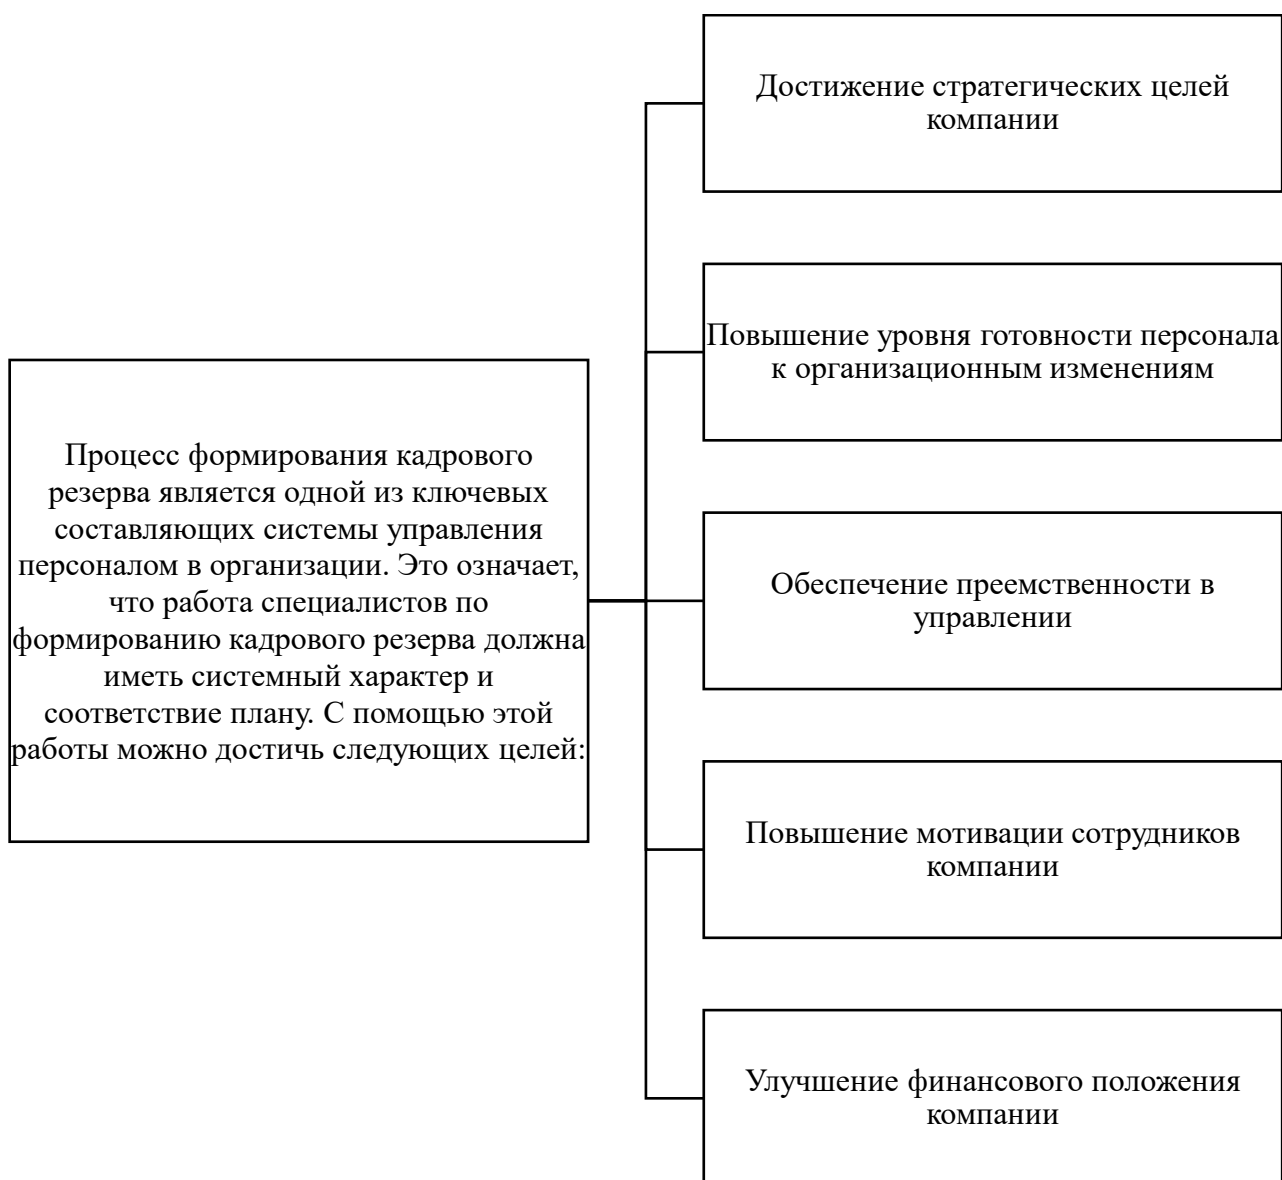 Процесс формирования кадрового
резерва является одной из ключевых
составляющих системы управления
персоналом в организации. Это означает,
что работа специалистов по
формированию кадрового резерва должна
иметь системный характер и
соответствие плану. С помощью этой
работы можно достичь следующих целей:
Достижение стратегических целей
компании
Повышение уровня готовности персонала
к организационным изменениям
Обеспечение преемственности в
управлении
Повышение мотивации сотрудников
компании
Улучшение финансового положения
компании